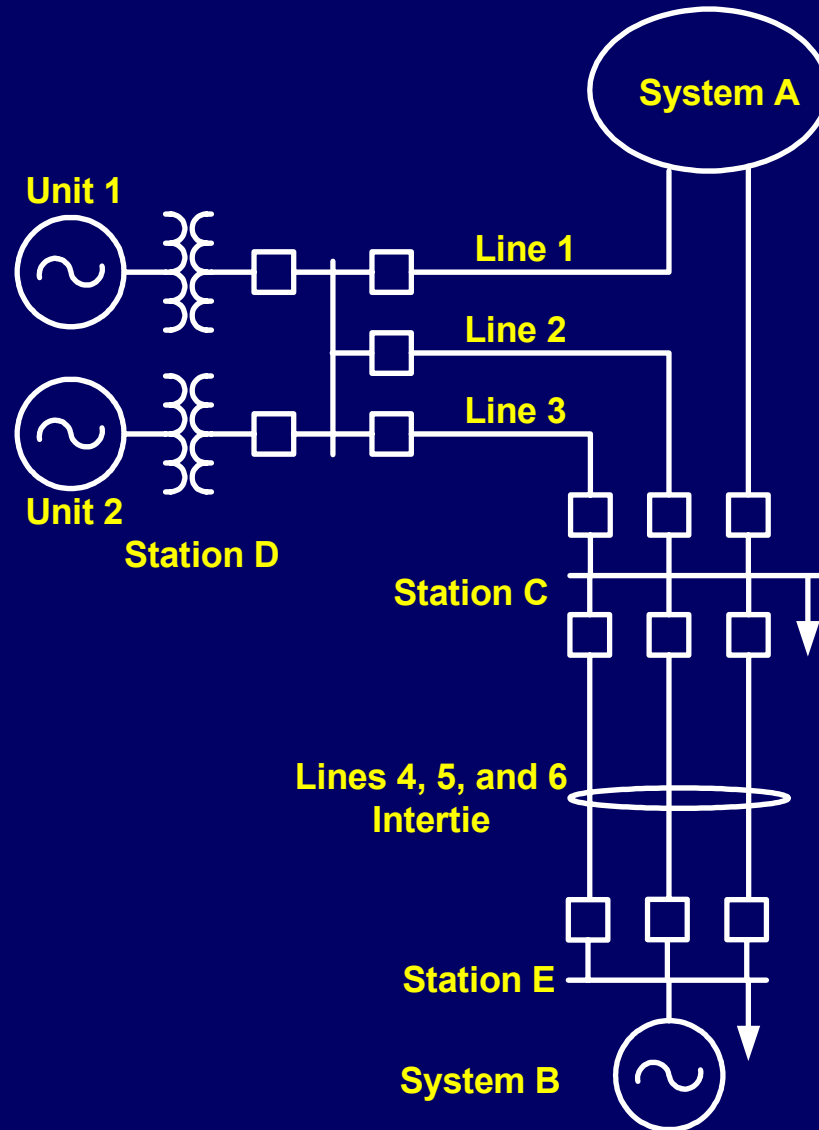 System A
Unit 1
Line 1
Line 2
Line 3
Unit 2
Station D
Station C
Lines 4, 5, and 6
Intertie
Station E
System B